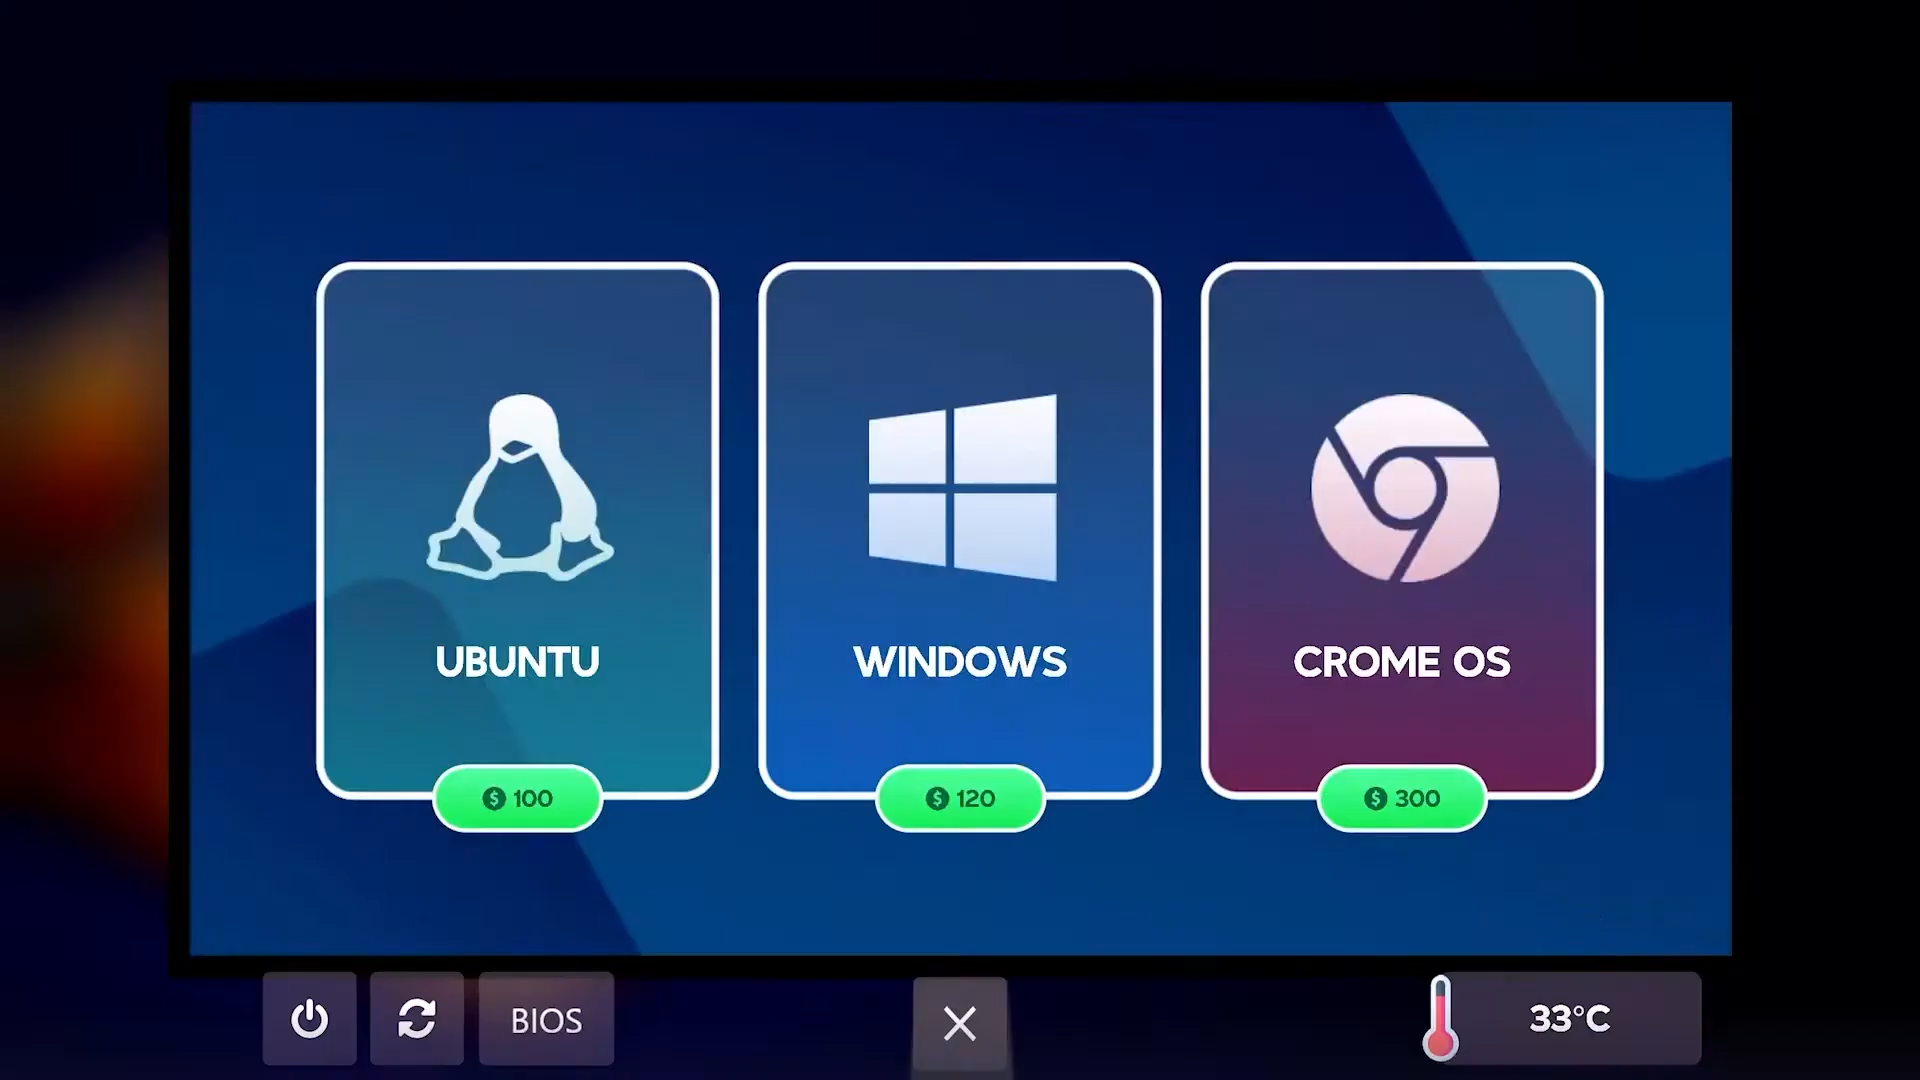 UBUNTU
WINDOWS
CROME OS
$ 100
$ 120
$ 300
BIOS
33°C